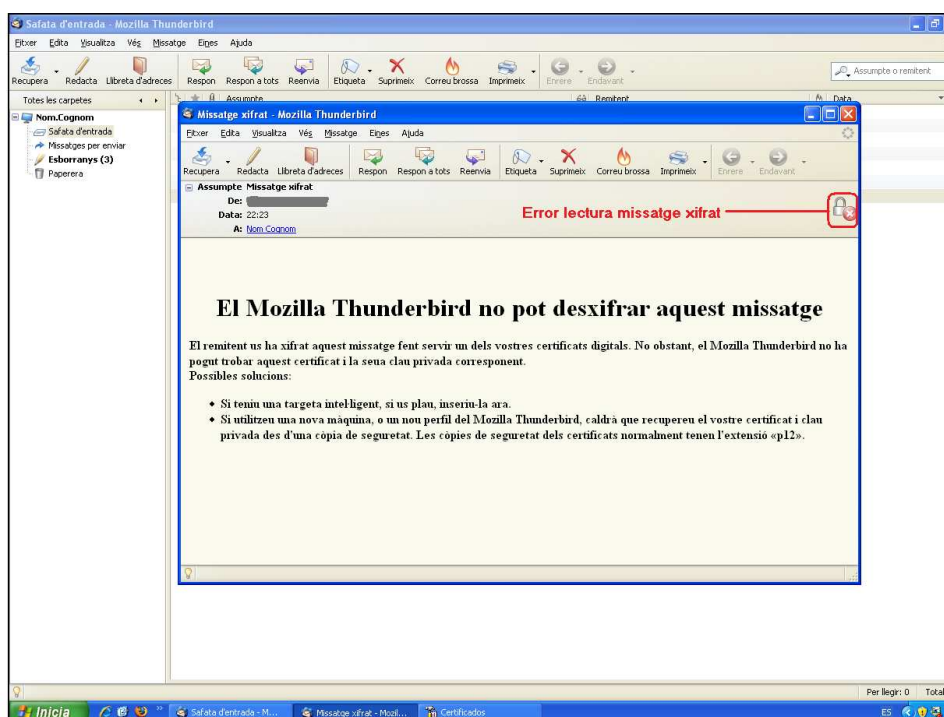 Safata d'entrada - Mozilla Thunderbird
Fitxer Edita Visualitza Vés Missatge Eines Ajuda
Recupera Redacta Llibreta d'adreces Respon Respon a tots Reenvia Etiqueta Suprimeix Correu brossa Imprimeix Enrere Endavant
Assumpte o remitent
Totes les carpetes
Assumpte Remitent Data
Nom.Cognom
Safata d'entrada
Missatges per enviar
Esborranys (3)
Paperera
Missatge xifrat - Mozilla Thunderbird
Fitxer Edita Visualitza Vés Missatge Eines Ajuda
Recupera Redacta Llibreta d'adreces Respon Respon a tots Reenvia Etiqueta Suprimeix Correu brossa Imprimeix Enrere Endavant
Assumpte Missatge xifrat
De:
Data: 22:23
A: Nom Cognom
Error lectura missatge xifrat
El Mozilla Thunderbird no pot desxifrar aquest missatge
El remitent us ha xifrat aquest missatge fent servir un dels vostres certificats digitals. No obstant, el Mozilla Thunderbird no ha
pogut trobar aquest certificat i la seua clau privada corresponent.
Possibles solucions:
• Si teniu una targeta intel·ligent, si us plau, inseriu-la ara.
• Si utilitzeu una nova màquina, o un nou perfil del Mozilla Thunderbird, caldrà que recupereu el vostre certificat i clau
privada des d'una còpia de seguretat. Les còpies de seguretat dels certificats normalment tenen l'extensió «p12».
Per llegir: 0 Total
Inicia
Safata d'entrada - M...
Missatge xifrat - Mozil...
Certificados
ES